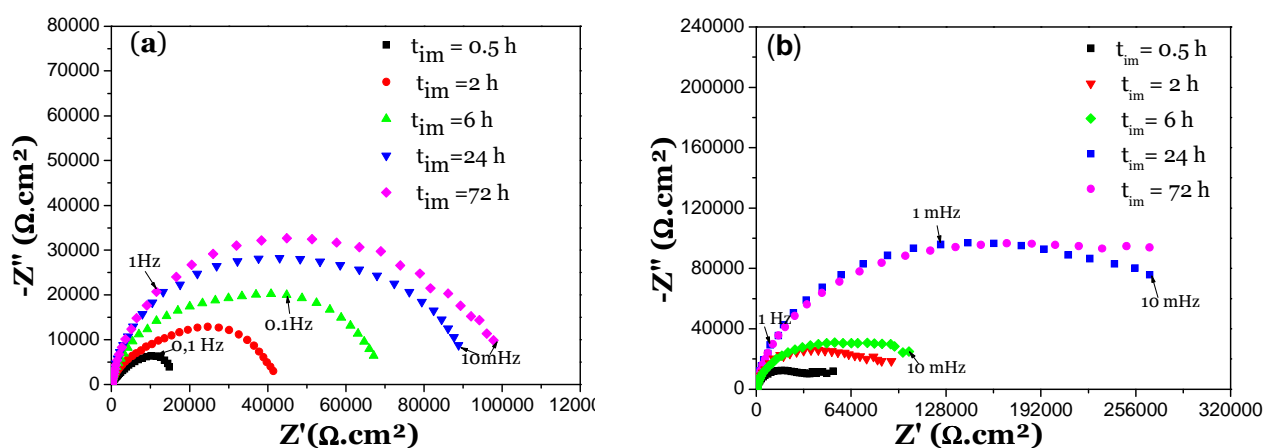 (a)
80000
70000
60000
50000
40000
30000
20000
10000
0
-Z" (Ω.cm²)
t_im = 0.5 h
t_im =2 h
t_im =6 h
t_im=24 h
t_im =72 h
1Hz
0.1Hz
0,1 Hz
10mHz
0 20000 40000 60000 80000 100000
Z'(Ω.cm²)
(b)
240000
200000
160000
120000
80000
40000
0
-Z" (Ω.cm²)
t_im= 0.5 h
t_im= 2 h
t_im= 6 h
t_im= 24 h
t_im= 72 h
1 mHz
1 Hz
10 mHz
10 mHz
0 64000 128000 192000 256000 320000
Z' (Ω.cm²)